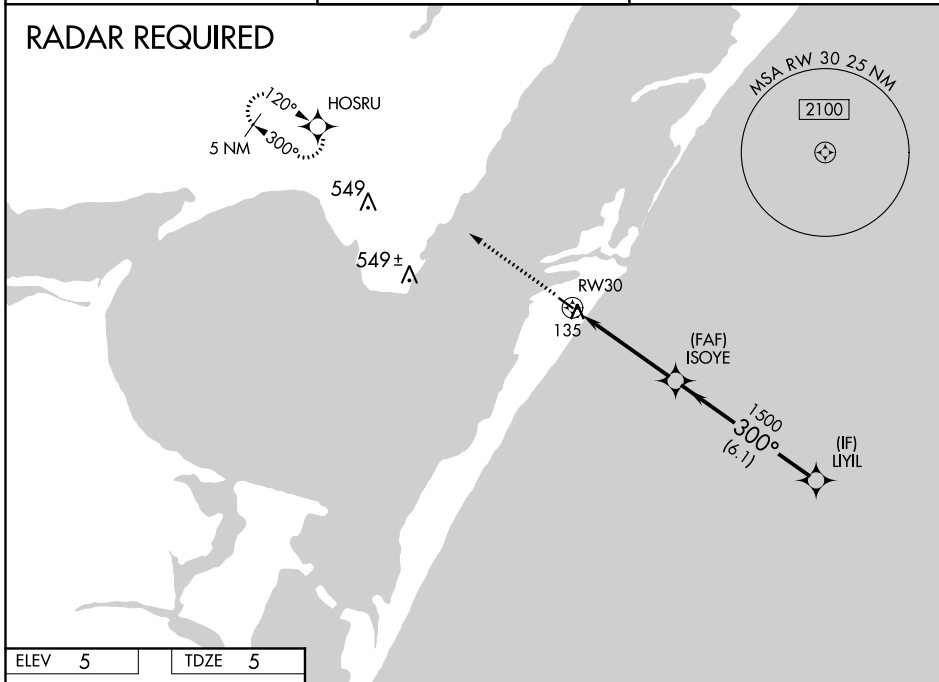 RADAR REQUIRED
MSA RW 30 25 NM
2100
120°
HOSRU
5 NM
300°
549
549 ±
RW30
135
(FAF)
ISOYE
1500
300°
(6.1)
(IF)
LIYIL
ELEV 5
TDZE 5